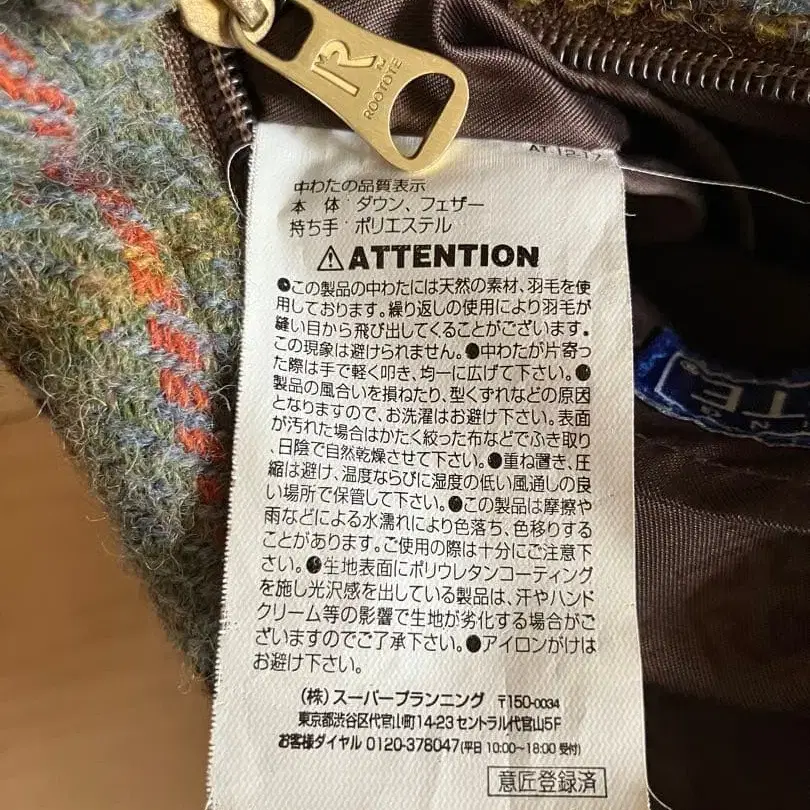 R
ROOTOTE
AT 12-17
中わたの品質表示
本　体：ダウン、フェザー
持ち手：ポリエステル
⚠ATTENTION
●この製品の中わたには天然の素材、羽毛を使
用しております。繰り返しの使用により羽毛が
縫い目から飛び出してくることがございます。
この現象は避けられません。●中わたが片寄っ
た際は手で軽く叩き、均一に広げて下さい。●
製品の風合いを損ねたり、型くずれなどの原因
となりますので、お洗濯はお避け下さい。表面
が汚れた場合はかたく絞った布などでふき取り
、日陰で自然乾燥させて下さい。●重ね置き、圧
縮は避け、温度ならびに湿度の低い風通しの良
い場所で保管して下さい。●この製品は摩擦や
雨などによる水濡れにより色落ち、色移りする
ことがあります。ご使用の際は十分にご注意下
さい。●生地表面にポリウレタンコーティング
を施し光沢感を出している製品は、汗やハンド
クリーム等の影響で生地が劣化する場合がご
ざいますのでご了承下さい。●アイロンがけは
お避け下さい。
（株）スーパープランニング　〒150-0034
東京都渋谷区代官山町14-23セントラル代官山5F
お客様ダイヤル 0120-378047(平日 10:00〜18:00 受付)
意匠登録済
TE